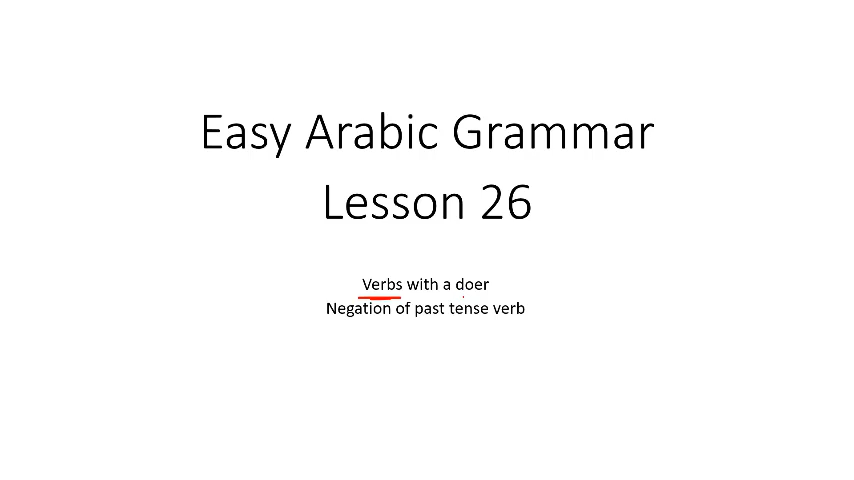 Easy Arabic Grammar
Lesson 26
Verbs with a doer
Negation of past tense verb